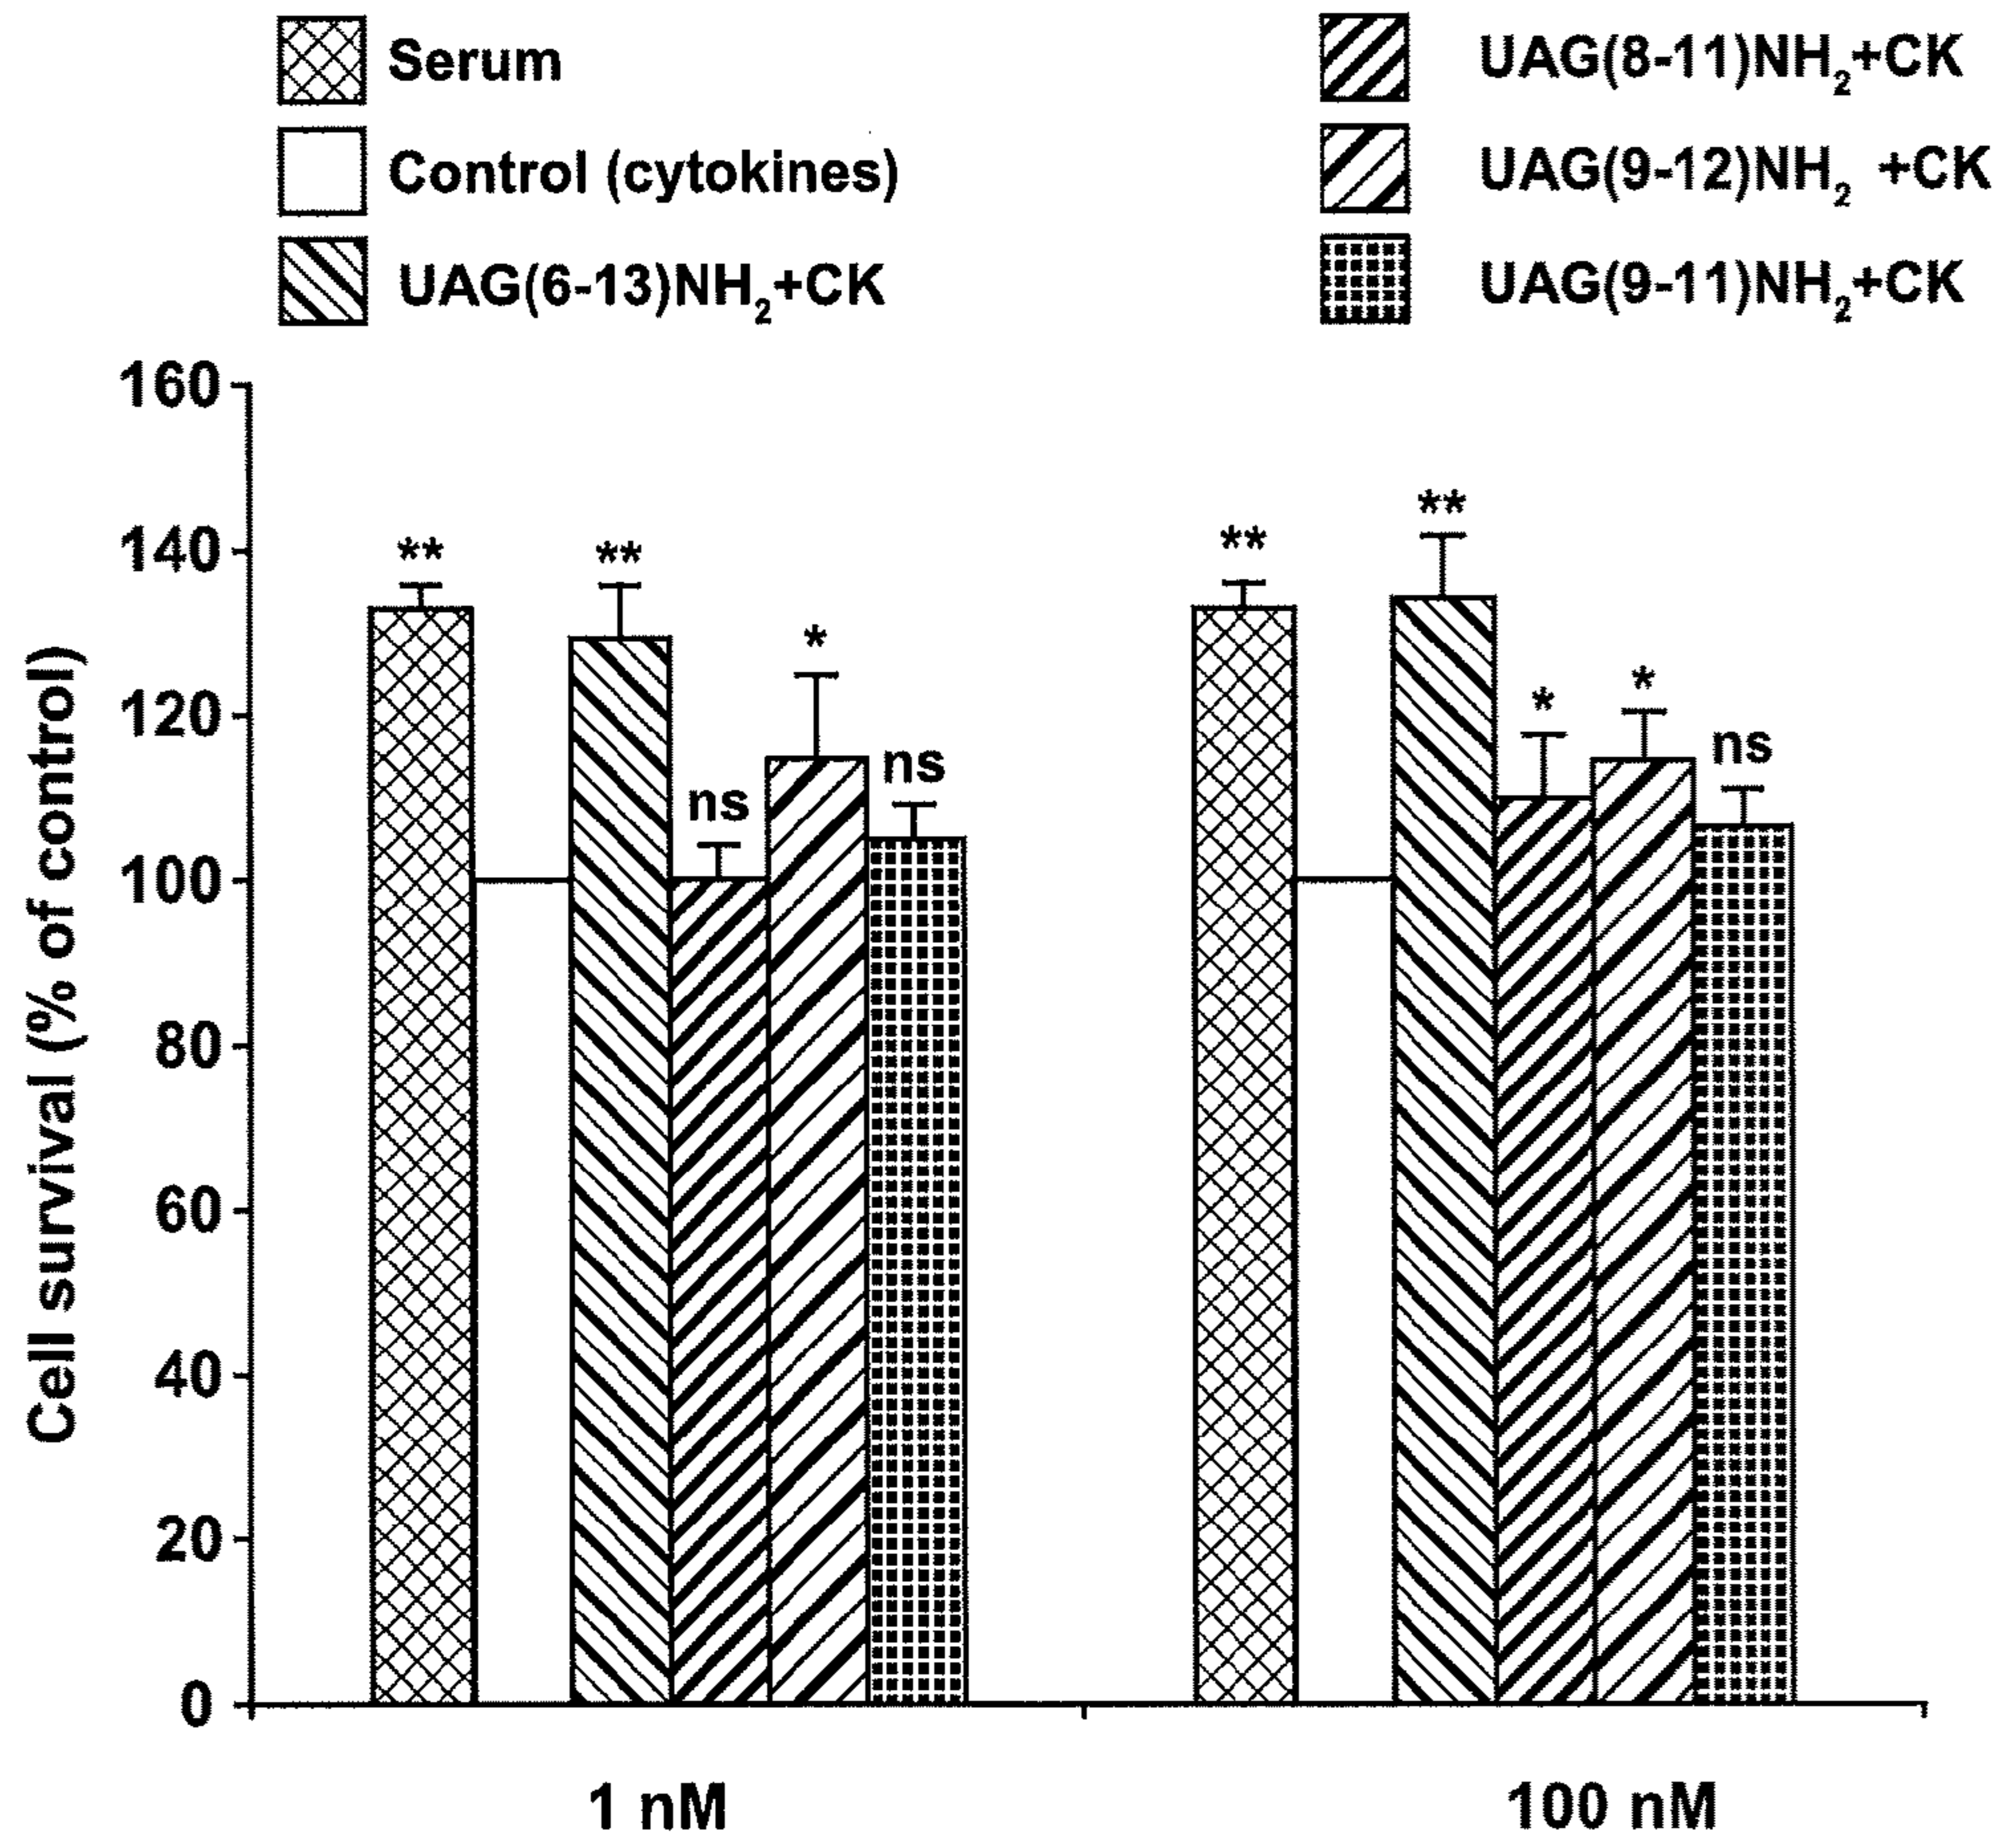 Serum
Control (cytokines)
UAG(6-13)NH₂+CK
UAG(8-11)NH₂+CK
UAG(9-12)NH₂ +CK
UAG(9-11)NH₂+CK
Cell survival (% of control)
160
140
120
100
80
60
40
20
0
**
**
ns
*
ns
**
**
*
*
ns
1 nM
100 nM